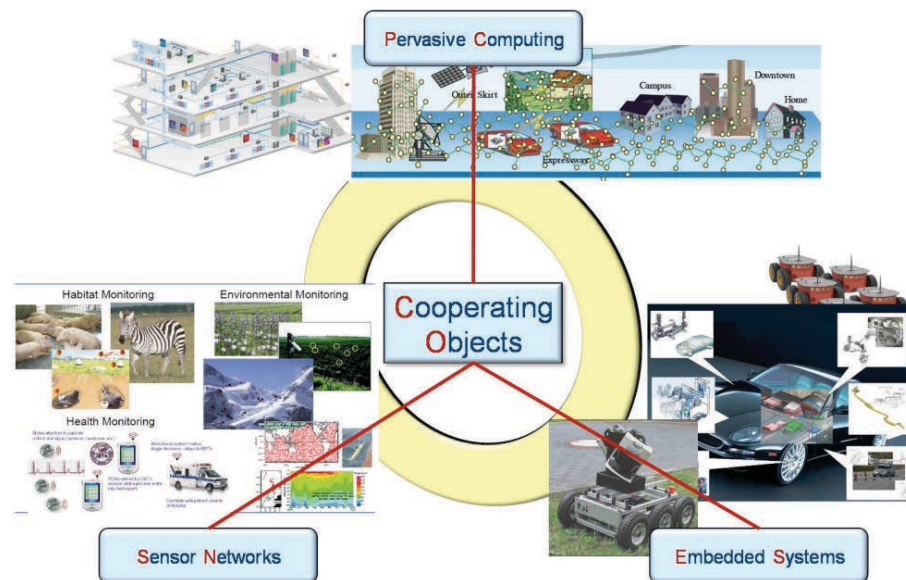 Pervasive Computing
Outer Skirt
Campus
Downtown
Home
Expressway
Habitat Monitoring
Environmental Monitoring
Cooperating
Objects
Health Monitoring
Sensor Networks
Embedded Systems